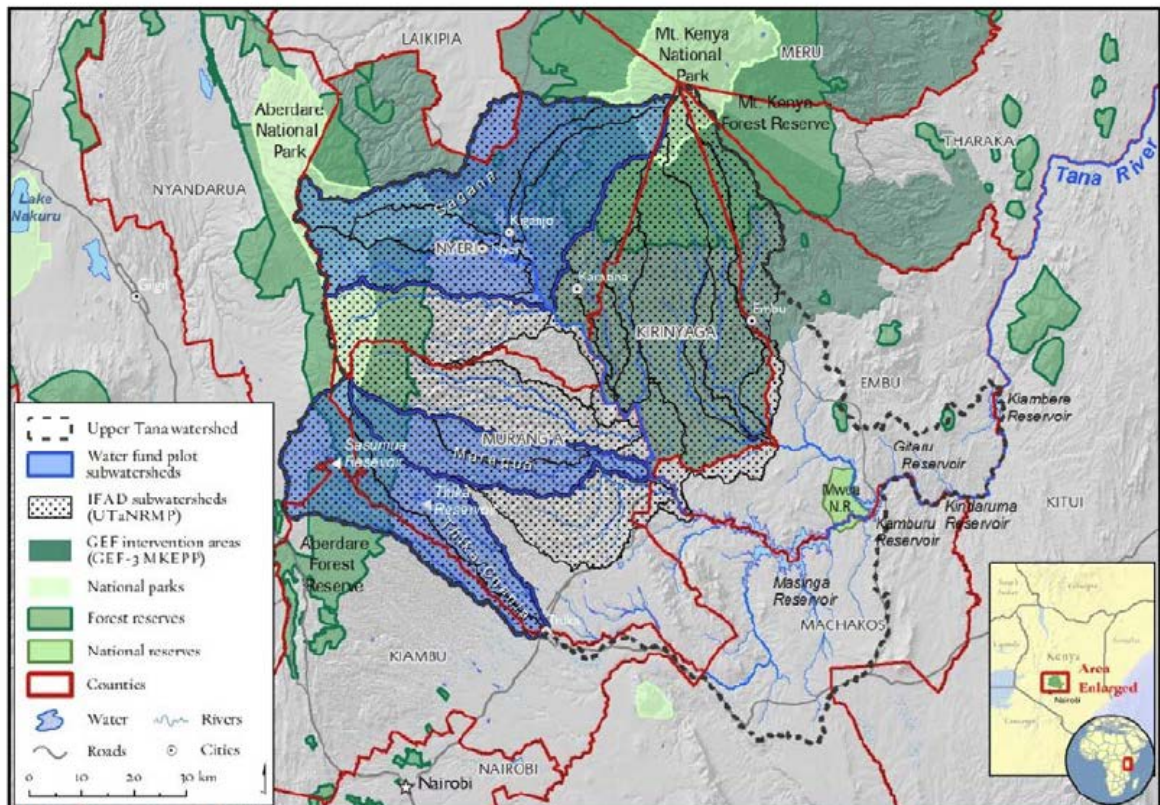 LAIKIPIA
Mt. Kenya
National
Park
MERU
Aberdare
National
Park
Mt. Kenya
Forest Reserve
THARAKA
Tana River
NYANDARUA
Lake
Nakuru
Sagana
Kiganjo
NYERI
Nyeri
Gilgil
Karatina
KIRINYAGA
Embu
EMBU
Kiambere
Reservoir
MURANG A
Maragua
Sasumua
Reservoir
Gitaru
Reservoir
KITUI
Thika
Reservoir
Mwea
N.R.
Kindaruma
Reservoir
Kamburu
Reservoir
Aberdare
Forest
Reserve
Masinga
Reservoir
Thika
MACHAKOS
KIAMBU
NAIROBI
Nairobi
Upper Tana watershed
Water fund pilot
subwatersheds
IFAD subwatersheds
(UTaNRMP)
GEF intervention areas
(GEF-3 MKEPP)
National parks
Forest reserves
National reserves
Counties
Water
Rivers
Roads
Cities
0 10 20 30 km
Kenya
Area
Enlarged
Nairobi